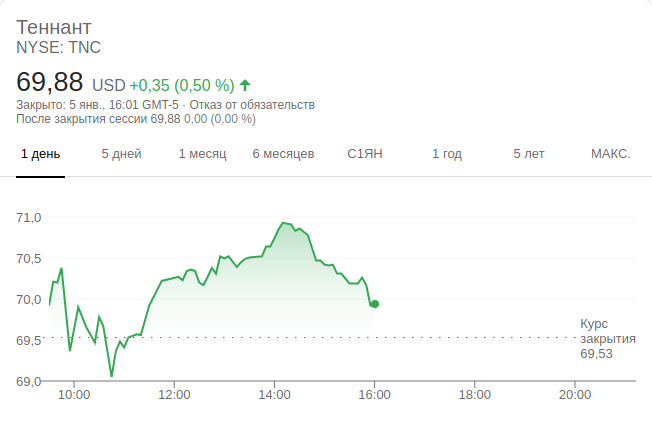 Теннант
NYSE: TNC
69,88 USD +0,35 (0,50 %)
Закрыто: 5 янв., 16:01 GMT-5 · Отказ от обязательств
После закрытия сессии 69,88 0,00 (0,00 %)
1 день 5 дней 1 месяц 6 месяцев С1ЯН 1 год 5 лет МАКС.
71,0
70,5
70,0
69,5
69,0
Курс
закрытия
69,53
10:00 12:00 14:00 16:00 18:00 20:00